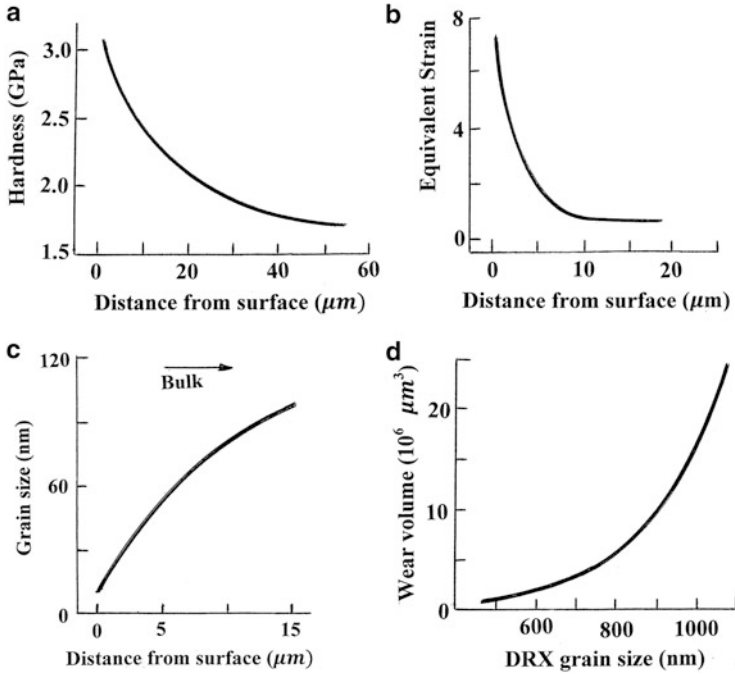 a
Hardness (GPa)
3.0
2.5
2.0
1.5
0
20
40
60
Distance from surface (μm)
b
Equivalent Strain
8
4
0
0
10
20
Distance from surface (μm)
c
Grain size (nm)
120
60
0
Bulk
0
5
15
Distance from surface (μm)
d
Wear volume (10⁶ μm³)
20
10
0
600
800
1000
DRX grain size (nm)